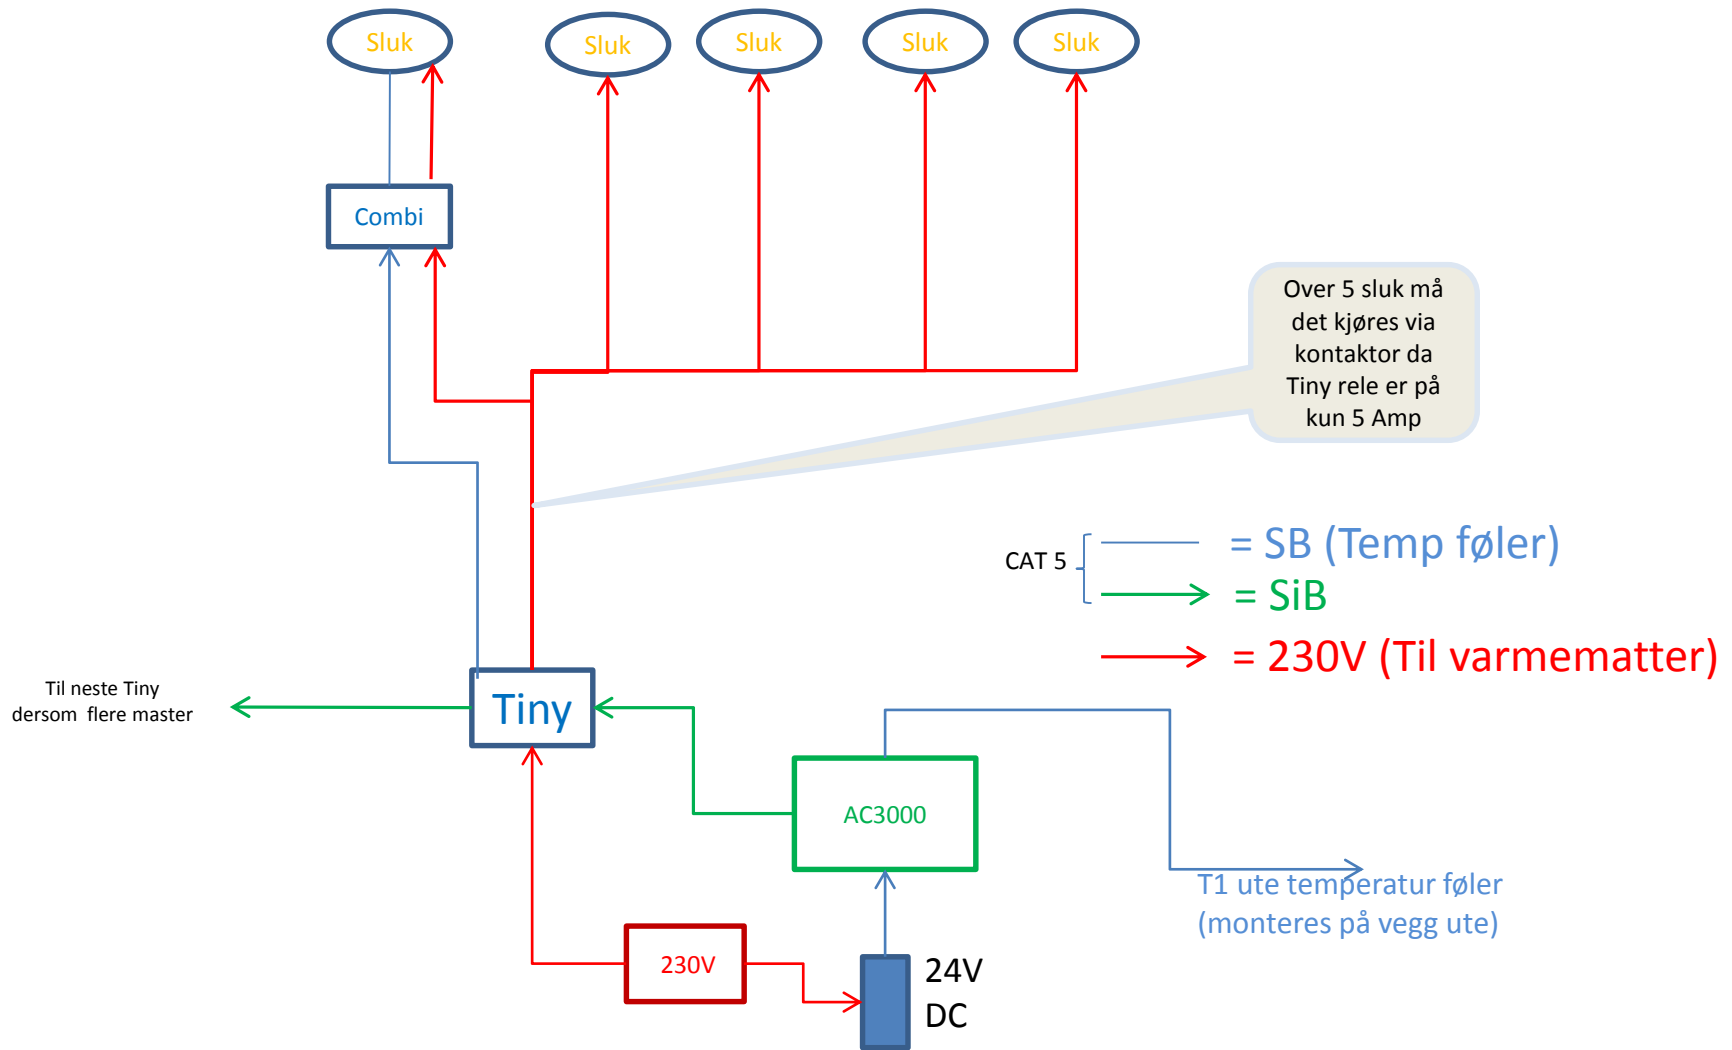 Sluk
Sluk
Sluk
Sluk
Sluk
Combi
Over 5 sluk må
det kjøres via
kontaktor da
Tiny rele er på
kun 5 Amp
CAT 5
= SB (Temp føler)
= SiB
= 230V (Til varmematter)
Til neste Tiny
dersom flere master
Tiny
AC3000
T1 ute temperatur føler
(monteres på vegg ute)
230V
24V
DC